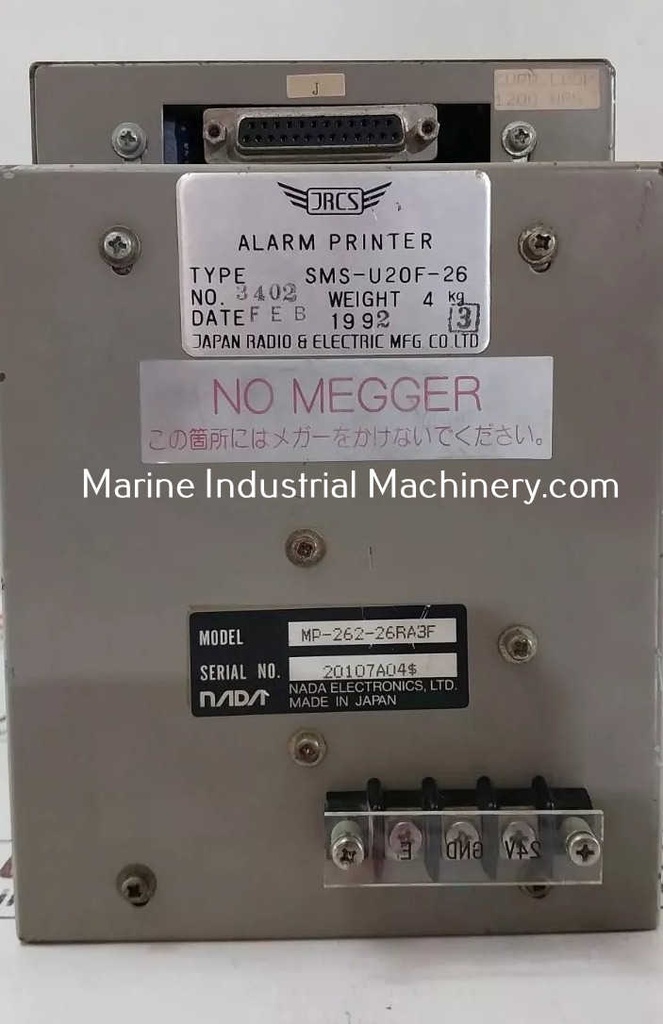 J
1200
JRCS
ALARM PRINTER
TYPE SMS-U20F-26
NO. 3402 WEIGHT 4 kg
DATE FEB 1992 3
JAPAN RADIO & ELECTRIC MFG CO LTD
NO MEGGER
この箇所にはメガーをかけないでください。
Marine Industrial Machinery.com
MODEL MP-262-26RA3F
SERIAL NO. 20107A04$
NADA NADA ELECTRONICS, LTD.
MADE IN JAPAN
E GND 24V